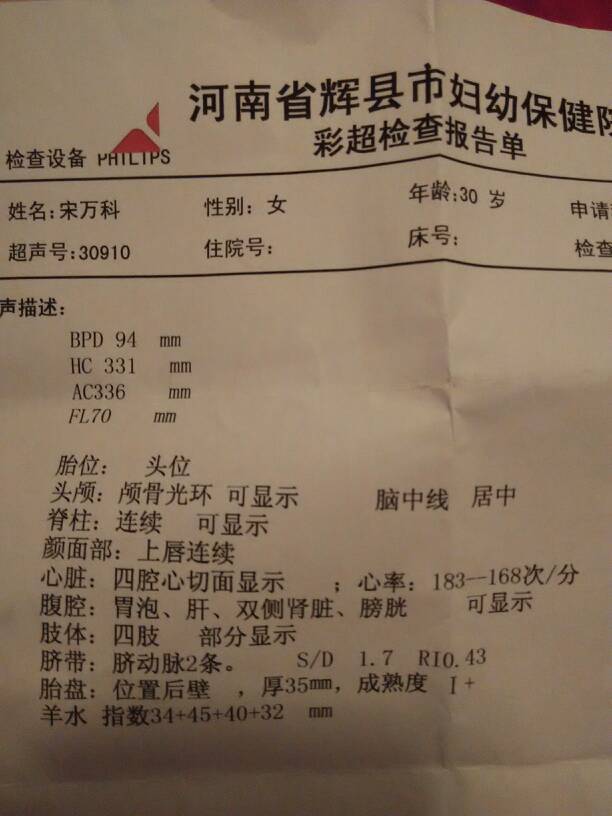 河南省辉县市妇幼保健院
彩超检查报告单
检查设备 PHILIPS
姓名:宋万科 性别: 女 年龄:30 岁 申请
超声号:30910 住院号: 床号: 检查
声描述:
BPD 94 mm
HC 331 mm
AC336 mm
FL70 mm
胎位: 头位
头颅: 颅骨光环 可显示 脑中线 居中
脊柱: 连续 可显示
颜面部: 上唇连续
心脏: 四腔心切面显示 ; 心率: 183--168次/分
腹腔: 胃泡、肝、双侧肾脏、膀胱 可显示
肢体: 四肢 部分显示
脐带: 脐动脉2条。 S/D 1.7 RI0.43
胎盘: 位置后壁 , 厚35mm, 成熟度 I+
羊水 指数34+45+40+32 mm